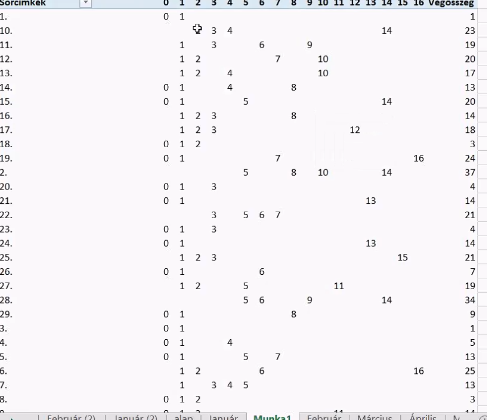 Sorcímkék 0 1 2 3 4 5 6 7 8 9 10 11 12 13 14 15 16 Végösszeg
1. 0 1 1
10. 3 4 14 23
11. 1 3 6 9 19
12. 1 2 7 10 20
13. 1 2 4 10 17
14. 0 1 4 8 13
15. 0 1 5 14 20
16. 1 2 3 8 14
17. 1 2 3 12 18
18. 0 1 2 3
19. 0 1 7 16 24
2. 5 8 10 14 37
20. 0 1 3 4
21. 0 1 13 14
22. 3 5 6 7 21
23. 0 1 3 4
24. 0 1 13 14
25. 1 2 3 15 21
26. 0 1 6 7
27. 1 2 5 11 19
28. 5 6 9 14 34
29. 0 1 8 9
3. 0 1 1
4. 0 1 4 5
5. 0 1 5 7 13
6. 1 2 6 16 25
7. 1 3 4 5 13
8. 0 1 2 3
Február (2) Január (2) alap Január Munka1 Február Március Április